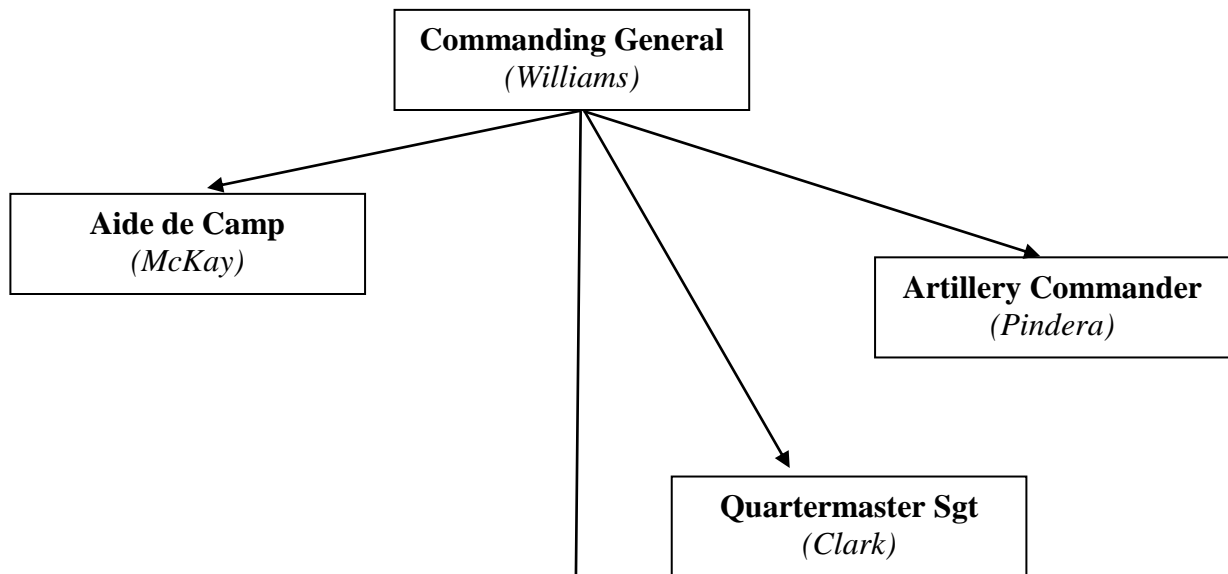 Commanding General
(Williams)
Aide de Camp
(McKay)
Artillery Commander
(Pindera)
Quartermaster Sgt
(Clark)